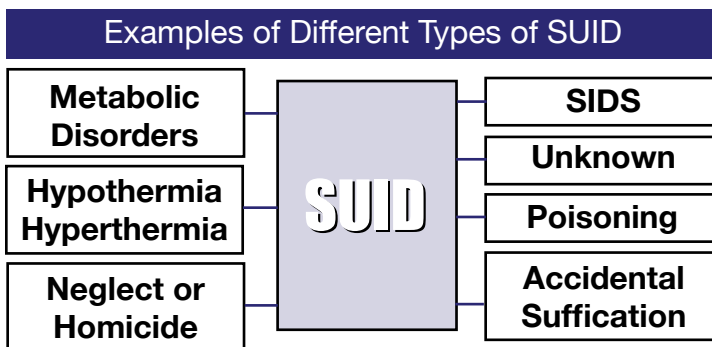 Examples of Different Types of SUID
Metabolic
Disorders
Hypothermia
Hyperthermia
Neglect or
Homicide
SUID
SIDS
Unknown
Poisoning
Accidental
Suffication